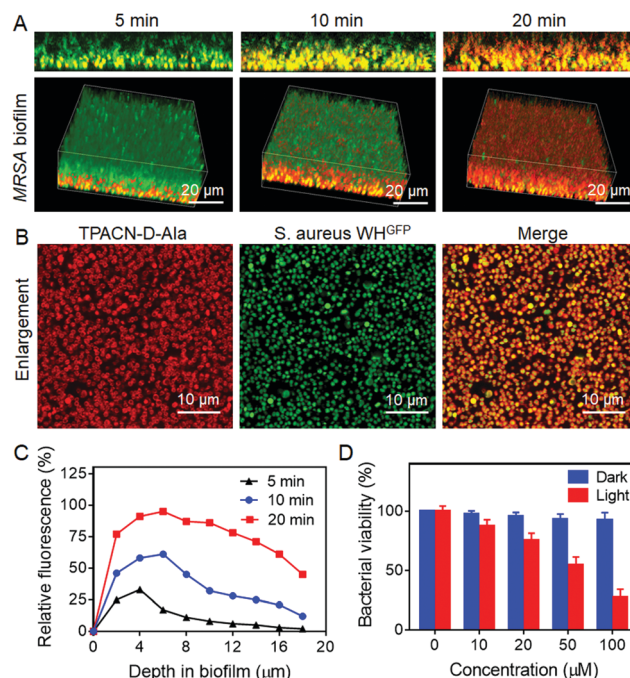 A
5 min
10 min
20 min
MRSA biofilm
20 μm
20 μm
20 μm
B
TPACN-D-Ala
S. aureus WHGFP
Merge
Enlargement
10 μm
10 μm
10 μm
C
Relative fluorescence (%)
125
100
75
50
25
0
5 min
10 min
20 min
0 4 8 12 16 20
Depth in biofilm (μm)
D
Bacterial viability (%)
100
50
0
Dark
Light
0 10 20 50 100
Concentration (μM)